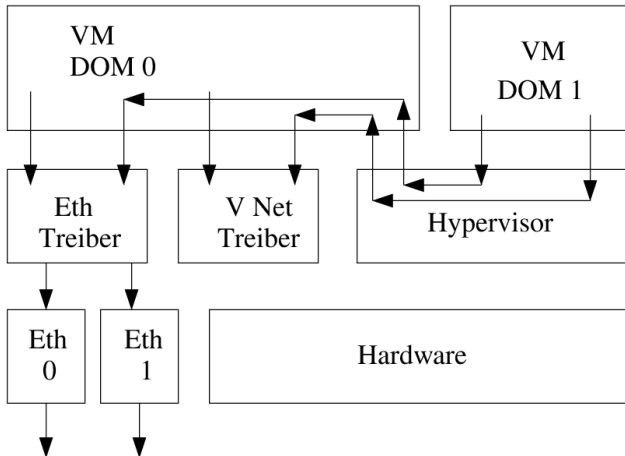 VM
DOM 0
VM
DOM 1
Eth
Treiber
V Net
Treiber
Hypervisor
Eth
0
Eth
1
Hardware